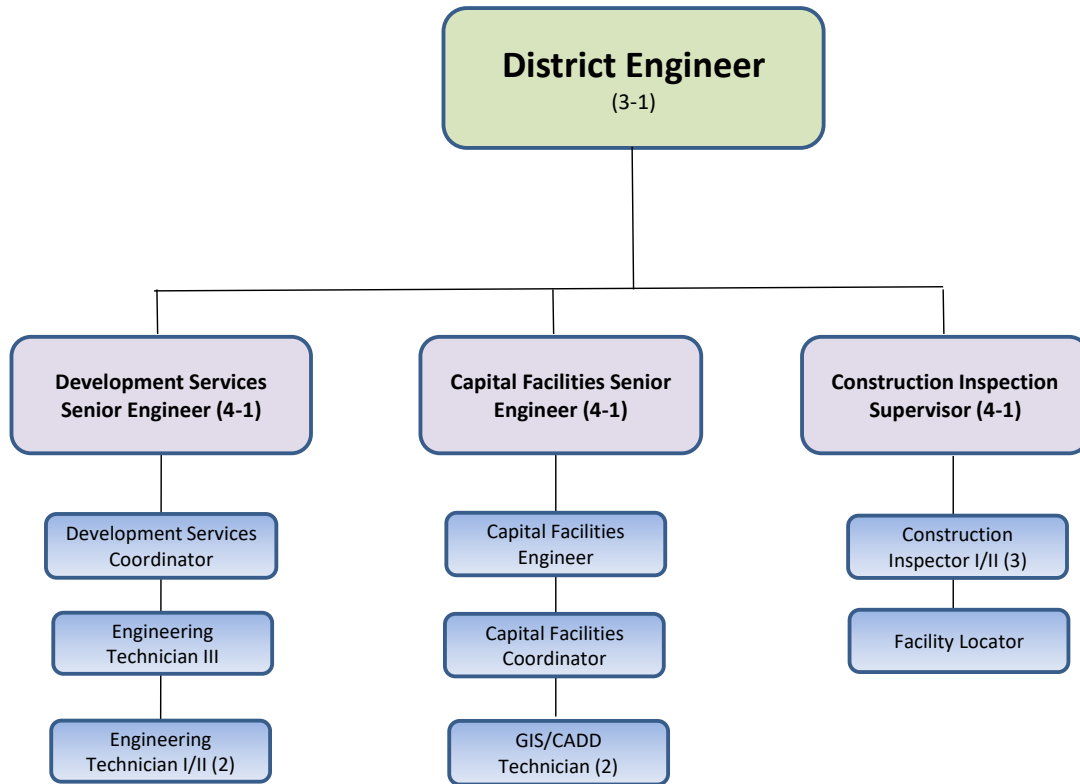 District Engineer
(3-1)
Development Services
Senior Engineer (4-1)
Capital Facilities Senior
Engineer (4-1)
Construction Inspection
Supervisor (4-1)
Development Services
Coordinator
Engineering
Technician III
Engineering
Technician I/II (2)
Capital Facilities
Engineer
Capital Facilities
Coordinator
GIS/CADD
Technician (2)
Construction
Inspector I/II (3)
Facility Locator